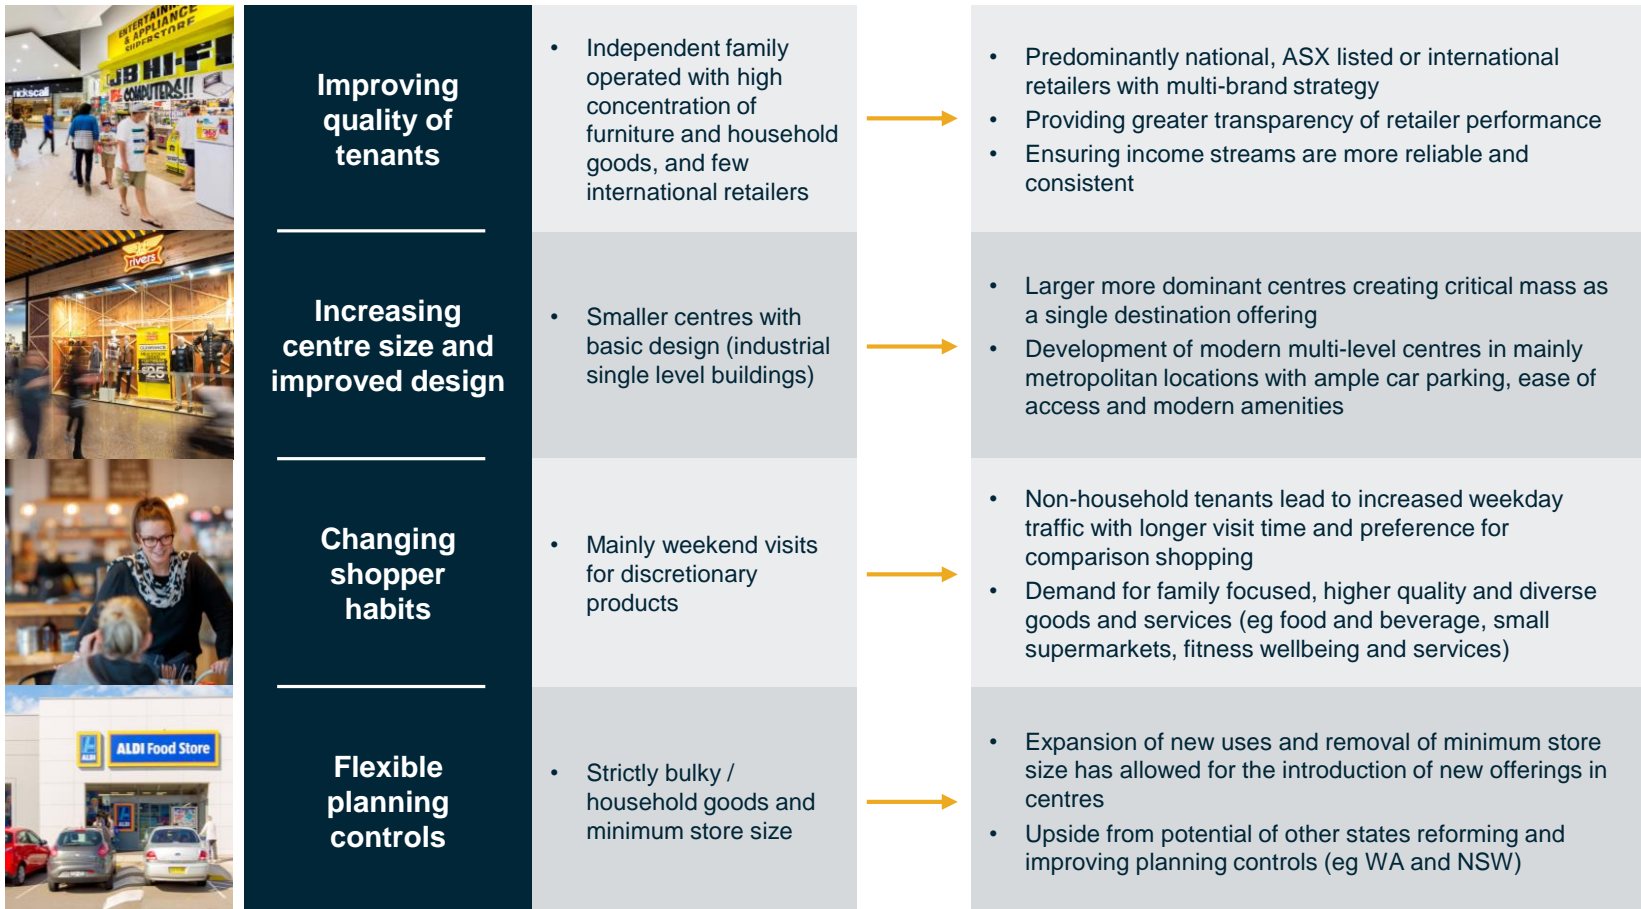 ENTERTAINM
& APPLIANCE
SUPERSTORE
JB HI-FI
COMPUTERS!!
nickscali
Improving
quality of
tenants
• Independent family
operated with high
concentration of
furniture and household
goods, and few
international retailers
• Predominantly national, ASX listed or international
retailers with multi-brand strategy
• Providing greater transparency of retailer performance
• Ensuring income streams are more reliable and
consistent
rivers
CLEARANCE
$25
Increasing
centre size and
improved design
• Smaller centres with
basic design (industrial
single level buildings)
• Larger more dominant centres creating critical mass as
a single destination offering
• Development of modern multi-level centres in mainly
metropolitan locations with ample car parking, ease of
access and modern amenities
Changing
shopper
habits
• Mainly weekend visits
for discretionary
products
• Non-household tenants lead to increased weekday
traffic with longer visit time and preference for
comparison shopping
• Demand for family focused, higher quality and diverse
goods and services (eg food and beverage, small
supermarkets, fitness wellbeing and services)
ALDI
ALDI Food Store
Flexible
planning
controls
• Strictly bulky /
household goods and
minimum store size
• Expansion of new uses and removal of minimum store
size has allowed for the introduction of new offerings in
centres
• Upside from potential of other states reforming and
improving planning controls (eg WA and NSW)